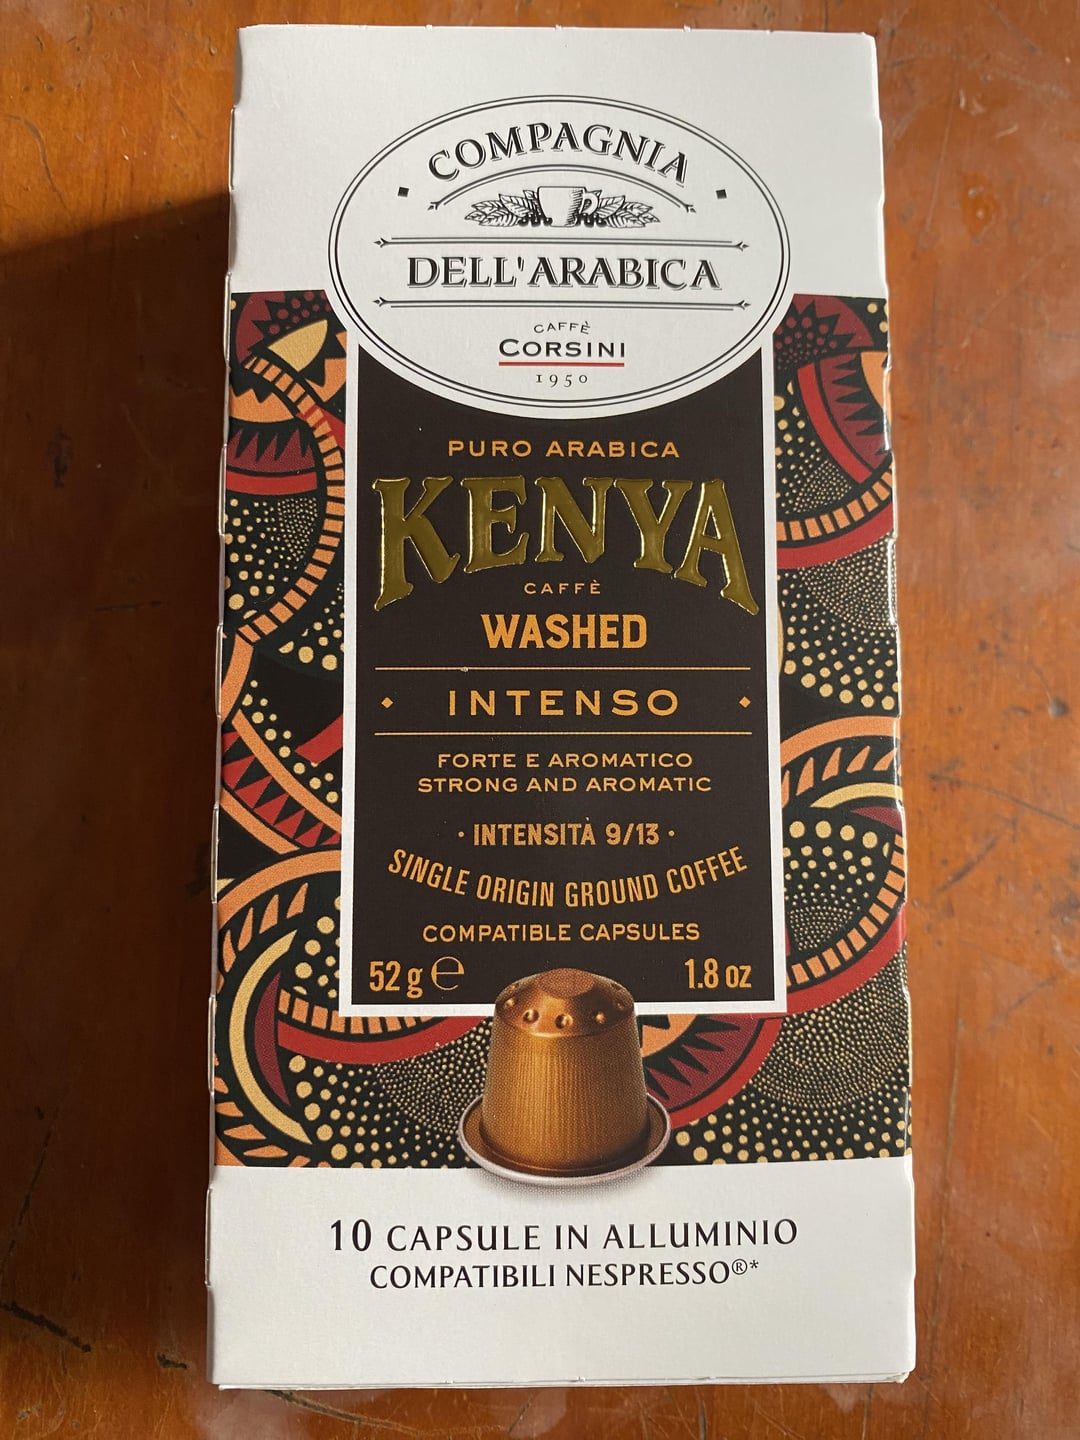 COMPAGNIA
DELL'ARABICA
CAFFÈ
CORSINI
1950
PURO ARABICA
KENYA
CAFFÈ
WASHED
INTENSO
FORTE E AROMATICO
STRONG AND AROMATIC
· INTENSITÀ 9/13 ·
SINGLE ORIGIN GROUND COFFEE
COMPATIBLE CAPSULES
52 g ℮ 1.8 oz
10 CAPSULE IN ALLUMINIO
COMPATIBILI NESPRESSO®*